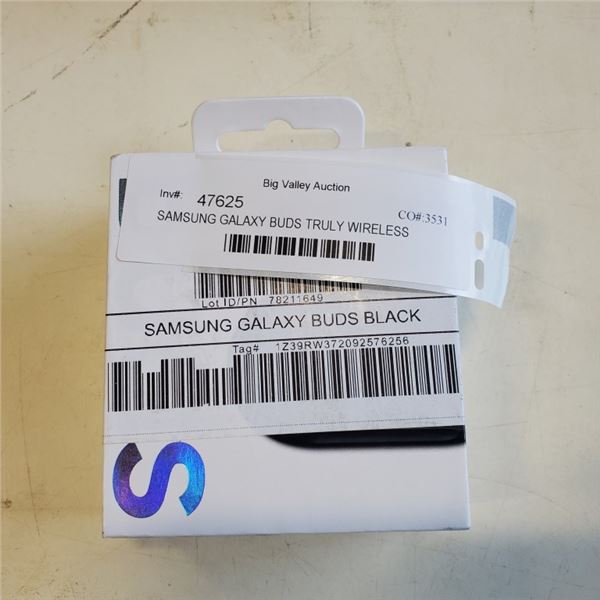 Big Valley Auction
Inv#: 47625
CO#:3531
SAMSUNG GALAXY BUDS TRULY WIRELESS
Lot ID/PN 78211649
SAMSUNG GALAXY BUDS BLACK
Tag# 1Z39RW372092576256
S